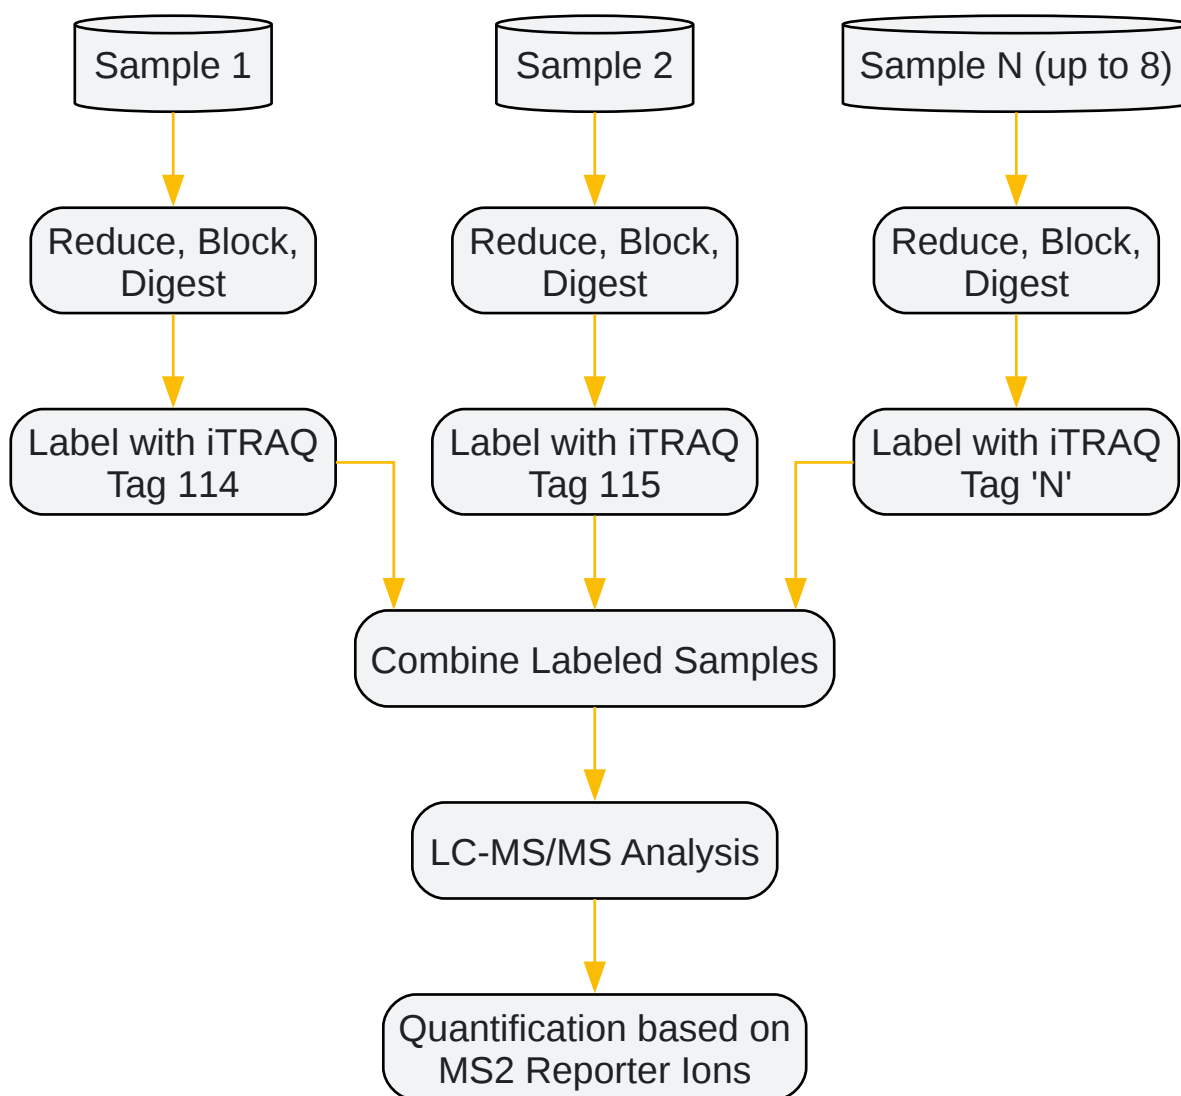 Sample 1
Sample 2
Sample N (up to 8)
Reduce, Block,
Digest
Reduce, Block,
Digest
Reduce, Block,
Digest
Label with iTRAQ
Tag 114
Label with iTRAQ
Tag 115
Label with iTRAQ
Tag 'N'
Combine Labeled Samples
LC-MS/MS Analysis
Quantification based on
MS2 Reporter Ions